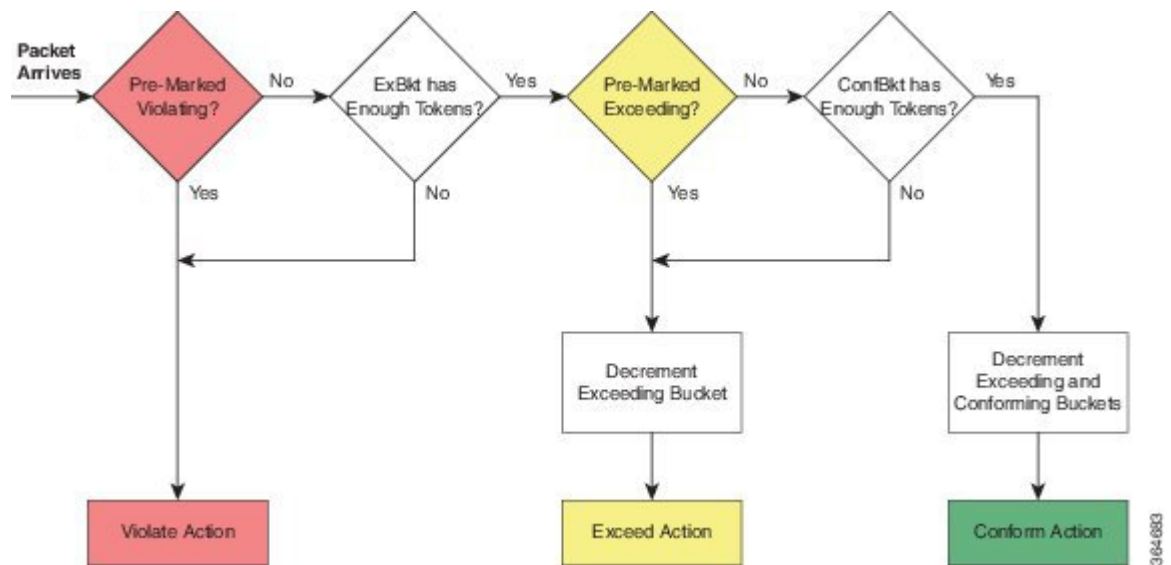 Packet
Arrives
Pre-Marked
Violating?
No
ExBkt has
Enough Tokens?
Yes
Pre-Marked
Exceeding?
No
ConfBkt has
Enough Tokens?
Yes
Yes
No
Yes
No
Decrement
Exceeding Bucket
Decrement
Exceeding and
Conforming Buckets
Violate Action
Exceed Action
Conform Action
364683